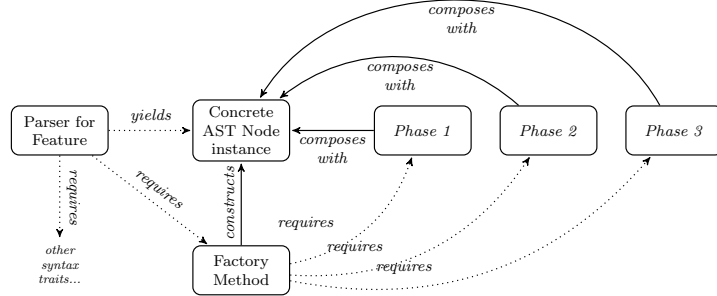 composes
with
composes
with
Parser for
Feature
yields
Concrete
AST Node
instance
composes
with
Phase 1
Phase 2
Phase 3
requires
requires
constructs
other
syntax
traits...
Factory
Method
requires
requires
requires